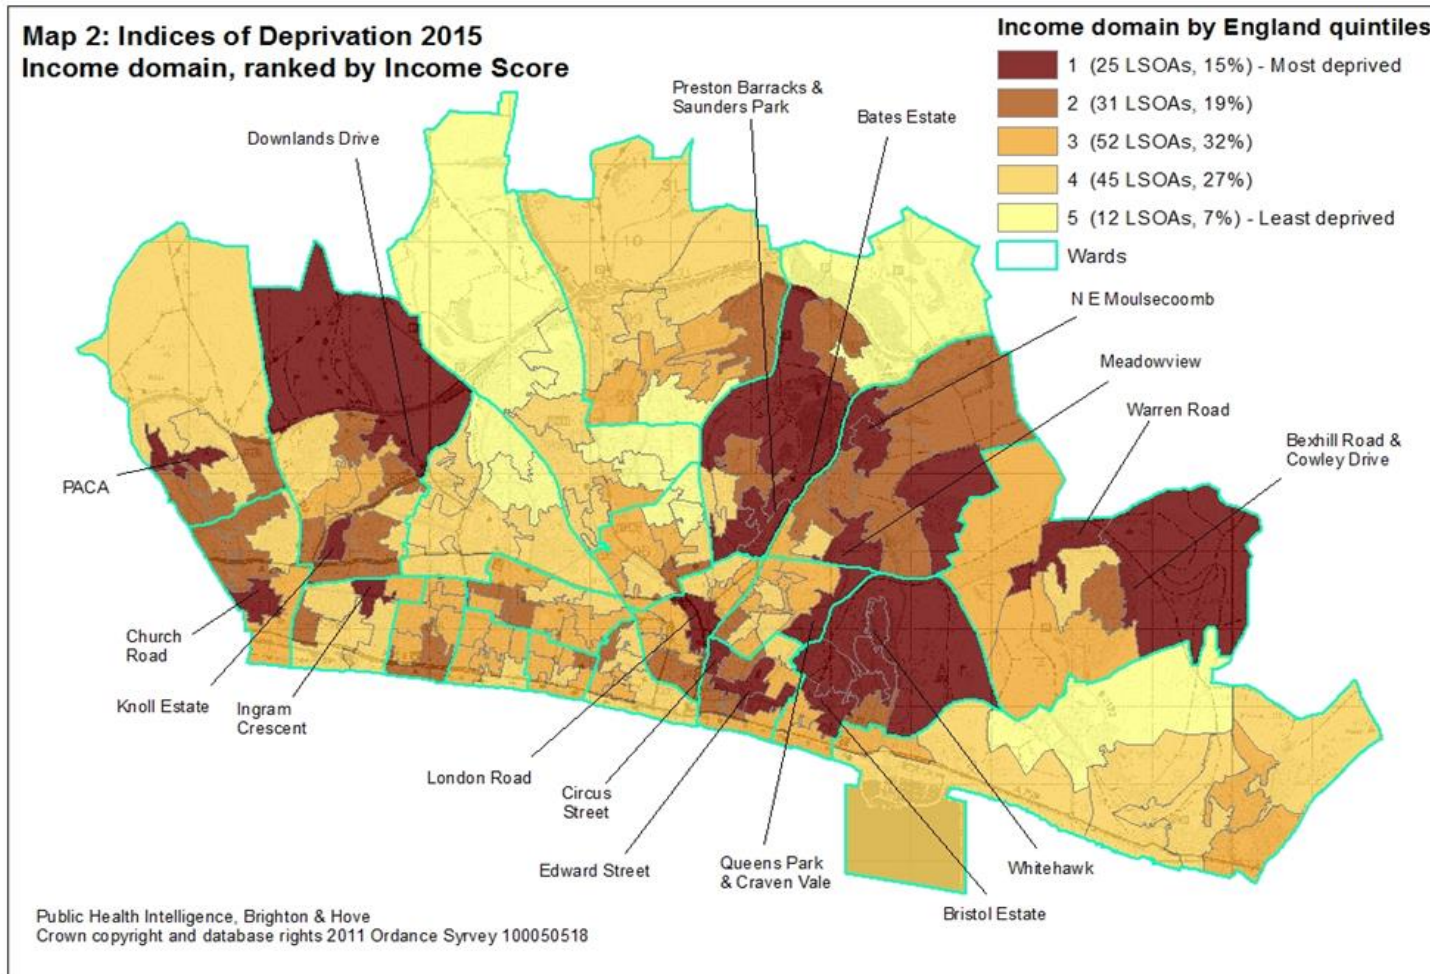 Map 2: Indices of Deprivation 2015
Income domain, ranked by Income Score
Income domain by England quintiles
1 (25 LSOAs, 15%) - Most deprived
2 (31 LSOAs, 19%)
3 (52 LSOAs, 32%)
4 (45 LSOAs, 27%)
5 (12 LSOAs, 7%) - Least deprived
Wards
Preston Barracks &
Saunders Park
Bates Estate
Downlands Drive
N E Moulsecoomb
Meadowview
Warren Road
Bexhill Road &
Cowley Drive
PACA
Church
Road
Knoll Estate
Ingram
Crescent
London Road
Circus
Street
Edward Street
Queens Park
& Craven Vale
Whitehawk
Bristol Estate
Public Health Intelligence, Brighton & Hove
Crown copyright and database rights 2011 Ordance Syrvey 100050518